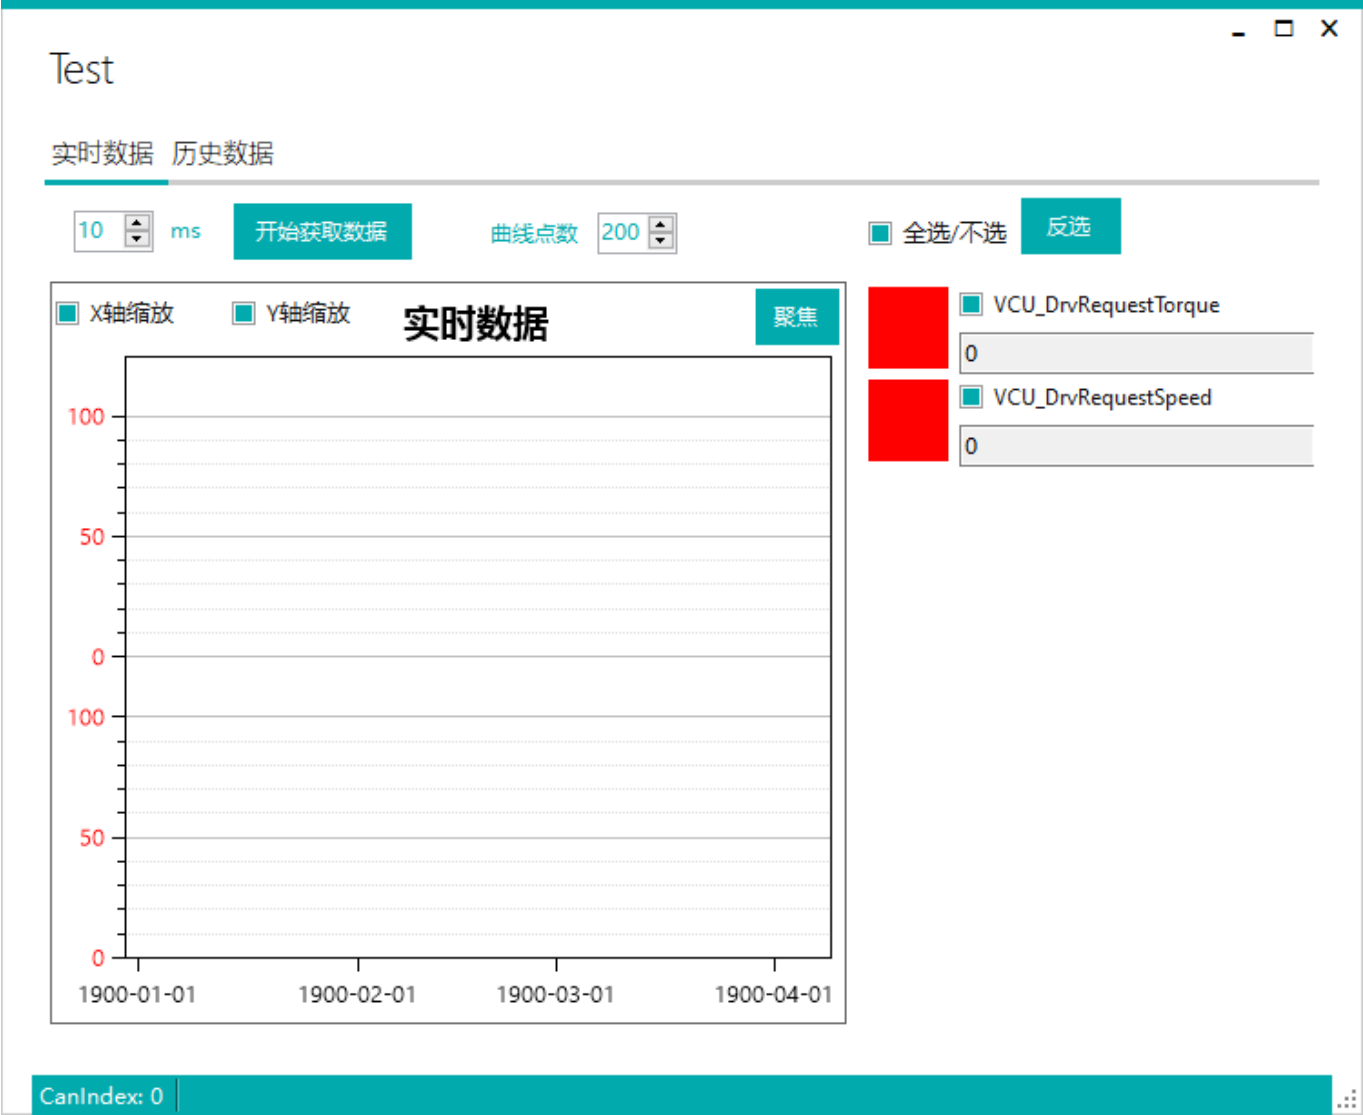 Test
实时数据 历史数据
10 ms 开始获取数据 曲线点数 200 全选/不选 反选
X轴缩放 Y轴缩放 实时数据 聚焦
VCU_DrvRequestTorque
0
VCU_DrvRequestSpeed
0
100
50
0
100
50
0
1900-01-01 1900-02-01 1900-03-01 1900-04-01
CanIndex: 0